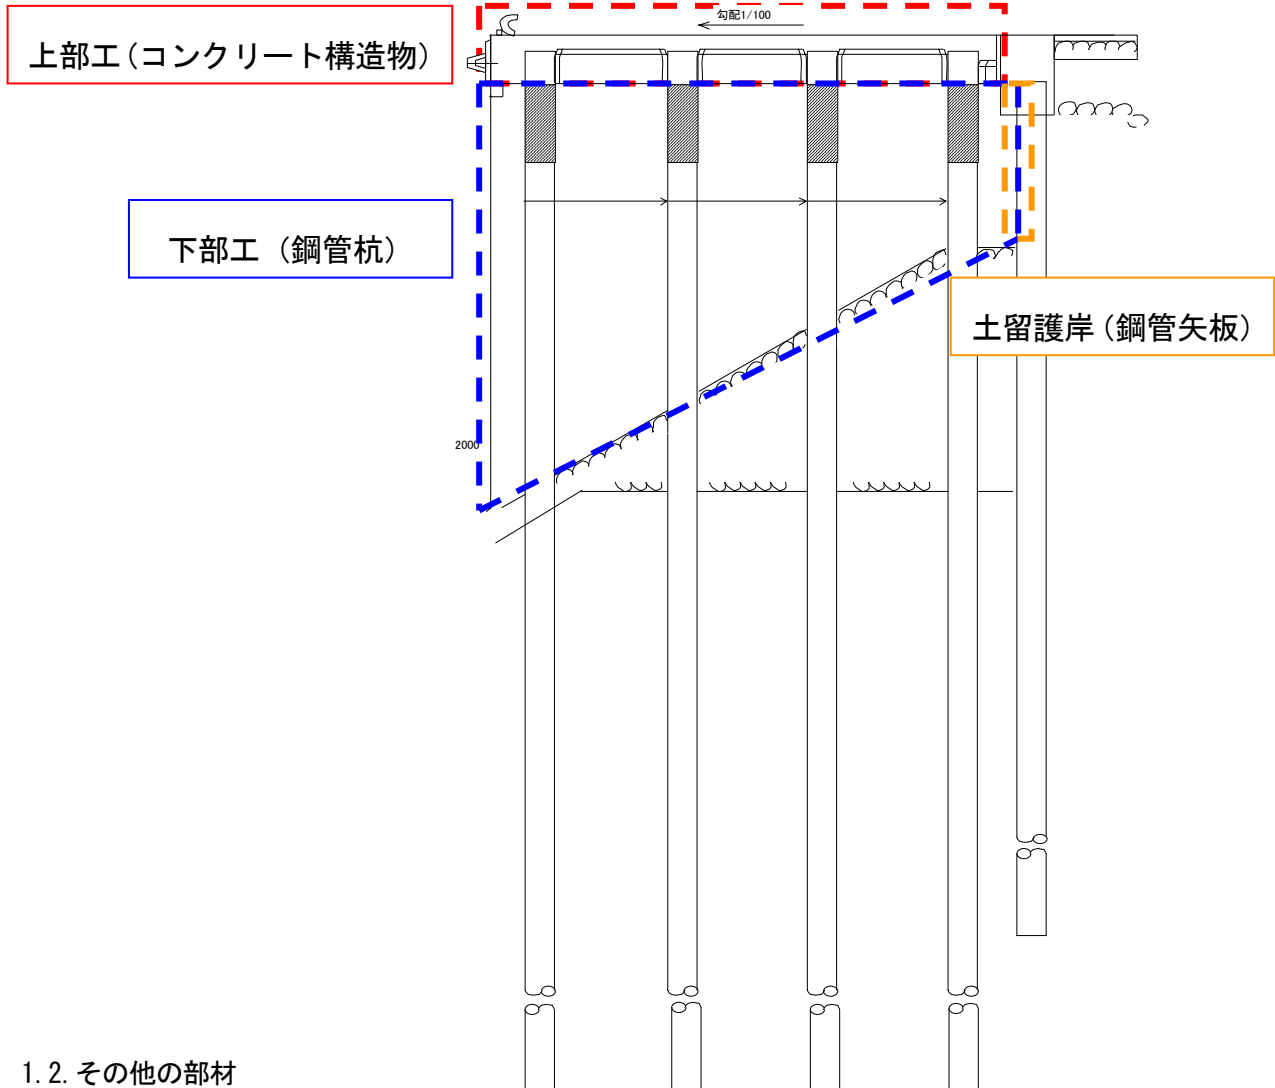 勾配1/100
上部工(コンクリート構造物)
下部工（鋼管杭）
土留護岸(鋼管矢板)
2000
1.2.その他の部材